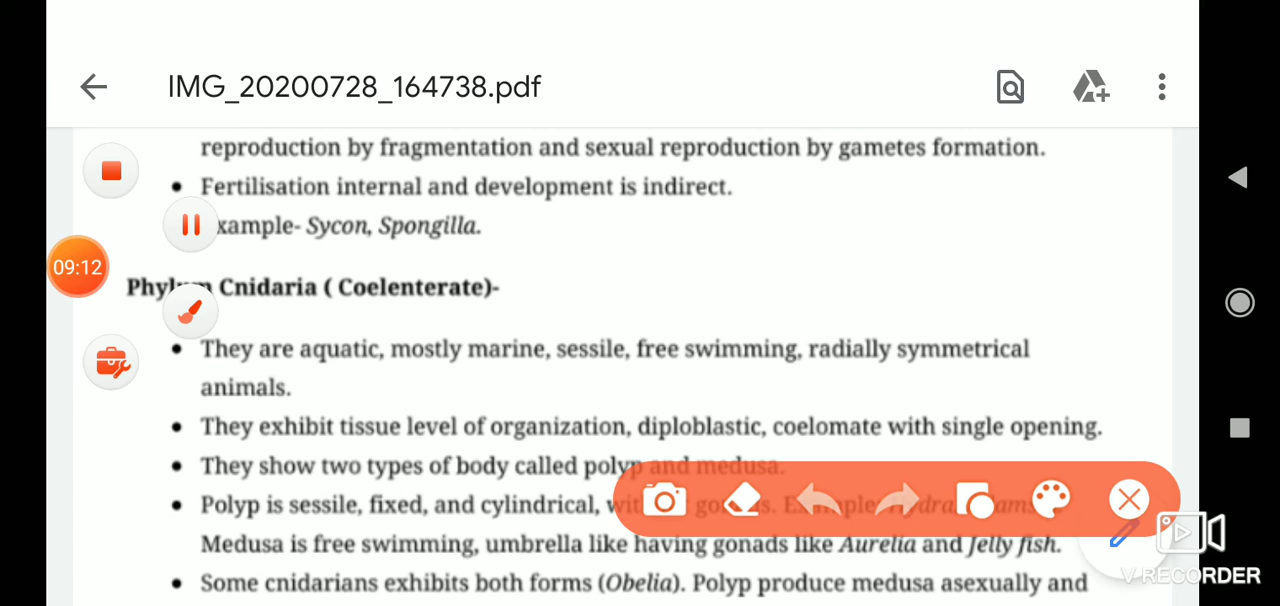 IMG_20200728_164738.pdf
reproduction by fragmentation and sexual reproduction by gametes formation.
• Fertilisation internal and development is indirect.
xample- Sycon, Spongilla.
09:12
Cnidaria ( Coelenterate)-
• They are aquatic, mostly marine, sessile, free swimming, radially symmetrical
animals.
• They exhibit tissue level of organization, diploblastic, coelomate with single opening.
• They show two types of body called polyp and medusa.
• Polyp is sessile, fixed, and cylindrical,
Medusa is free swimming, umbrella like having gonads like Aurelia and Jelly fish.
• Some cnidarians exhibits both forms (Obelia). Polyp produce medusa asexually and
V RECORDER